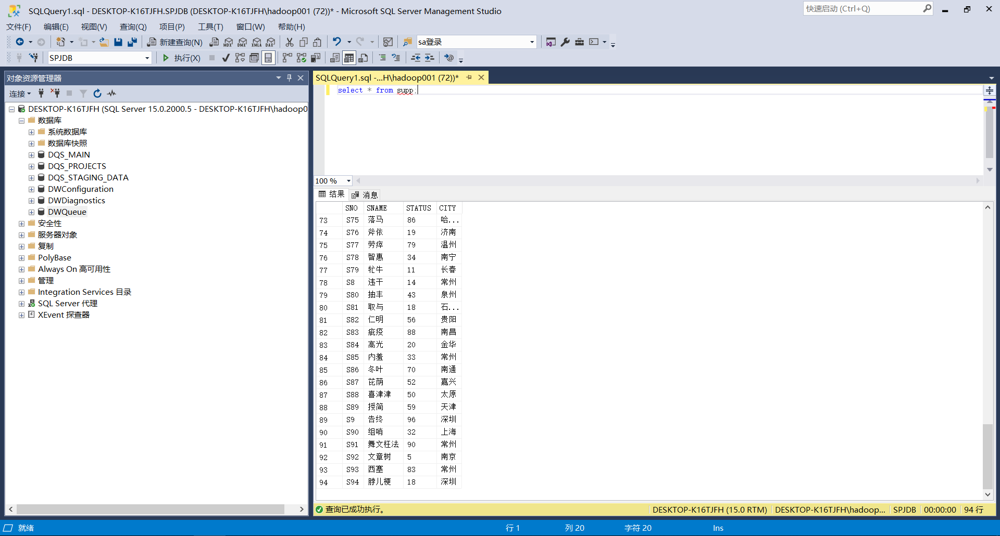 SQLQuery1.sql - DESKTOP-K16TJFH.SPJDB (DESKTOP-K16TJFH\hadoop001 (72))* - Microsoft SQL Server Management Studio
快速启动 (Ctrl+Q)
文件(F) 编辑(E) 视图(V) 查询(Q) 项目(P) 工具(T) 窗口(W) 帮助(H)
新建查询(N) MDX DMX XMLA DAX sa登录
SPJDB 执行(X)
对象资源管理器
连接
DESKTOP-K16TJFH (SQL Server 15.0.2000.5 - DESKTOP-K16TJFH\hadoop0
数据库
系统数据库
数据库快照
DQS_MAIN
DQS_PROJECTS
DQS_STAGING_DATA
DWConfiguration
DWDiagnostics
DWQueue
安全性
服务器对象
复制
PolyBase
Always On 高可用性
管理
Integration Services 目录
SQL Server 代理
XEvent 探查器
SQLQuery1.sql -...H\hadoop001 (72))*
select * from supp;
100 %
结果 消息
SNO SNAME STATUS CITY
73 S75 落马 86 哈...
74 S76 斧依 19 济南
75 S77 劳瘁 79 温州
76 S78 智惠 34 南宁
77 S79 牤牛 11 长春
78 S8 违干 14 常州
79 S80 抽丰 43 泉州
80 S81 取与 18 石...
81 S82 仁明 56 贵阳
82 S83 疵疫 88 南昌
83 S84 高光 20 金华
84 S85 内羞 33 常州
85 S86 冬叶 70 南通
86 S87 芘荫 52 嘉兴
87 S88 喜津津 50 太原
88 S89 授简 59 天津
89 S9 告终 96 深圳
90 S90 组哨 32 上海
91 S91 舞文枉法 90 常州
92 S92 文章树 5 南京
93 S93 西塞 83 常州
94 S94 脖儿梗 18 深圳
查询已成功执行。 DESKTOP-K16TJFH (15.0 RTM) DESKTOP-K16TJFH\hadoop... SPJDB 00:00:00 94 行
就绪 行 1 列 20 字符 20 Ins